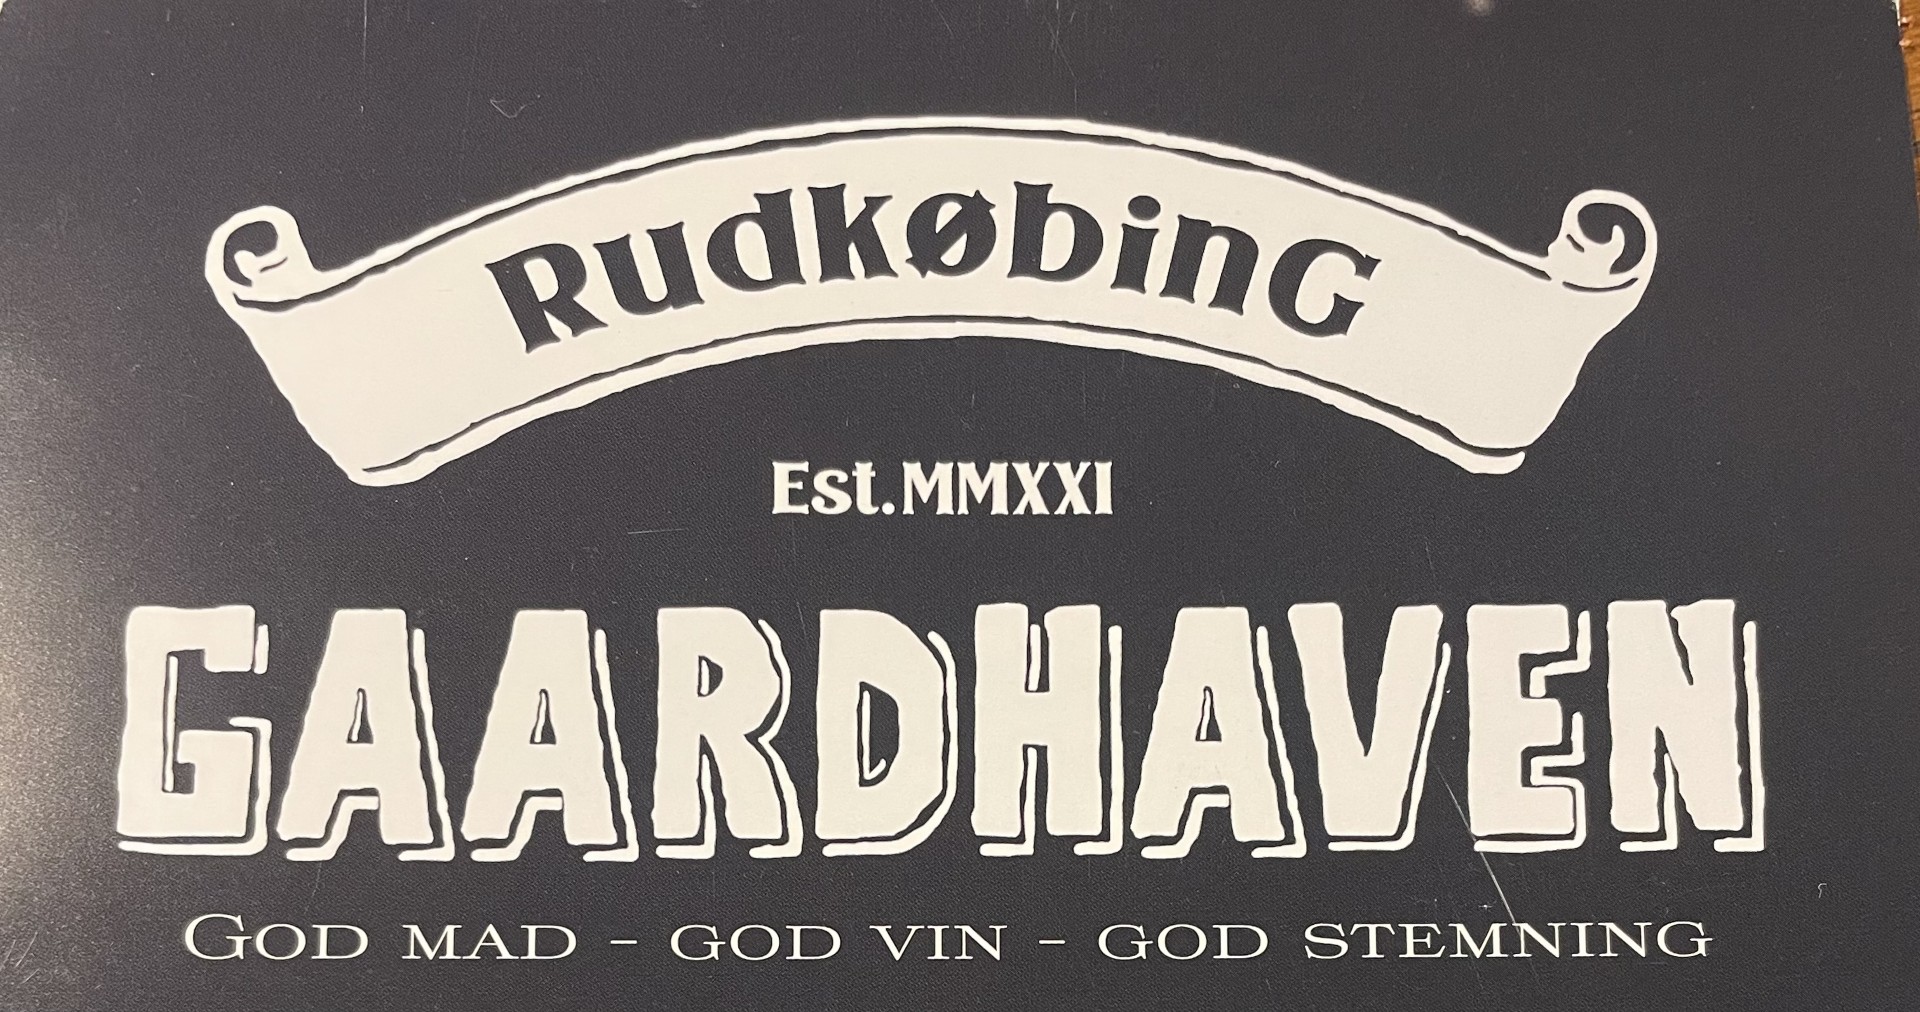 Rudkøbing
Est.MMXXI
GAARDHAVEN
GOD MAD - GOD VIN - GOD STEMNING